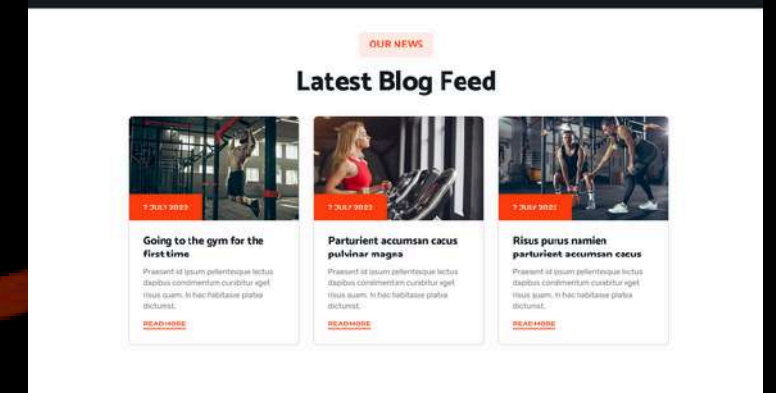 OUR NEWS
Latest Blog Feed
7 JULY 2022
Going to the gym for the
first time
Praesent id ipsum pellentesque lectus
dapibus condimentum curabitur eget
risus quam. In hac habitasse platea
dictumst.
READ MORE
7 JULY 2022
Parturient accumsan cacus
pulvinar magna
Praesent id ipsum pellentesque lectus
dapibus condimentum curabitur eget
risus quam. In hac habitasse platea
dictumst.
READ MORE
7 JULY 2022
Risus purus namien
parturient accumsan cacus
Praesent id ipsum pellentesque lectus
dapibus condimentum curabitur eget
risus quam. In hac habitasse platea
dictumst.
READ MORE